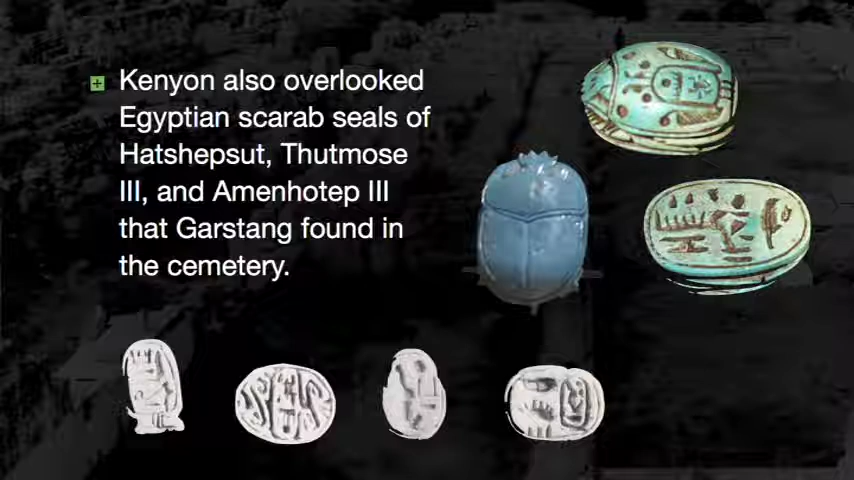 Kenyon also overlooked
Egyptian scarab seals of
Hatshepsut, Thutmose
III, and Amenhotep III
that Garstang found in
the cemetery.